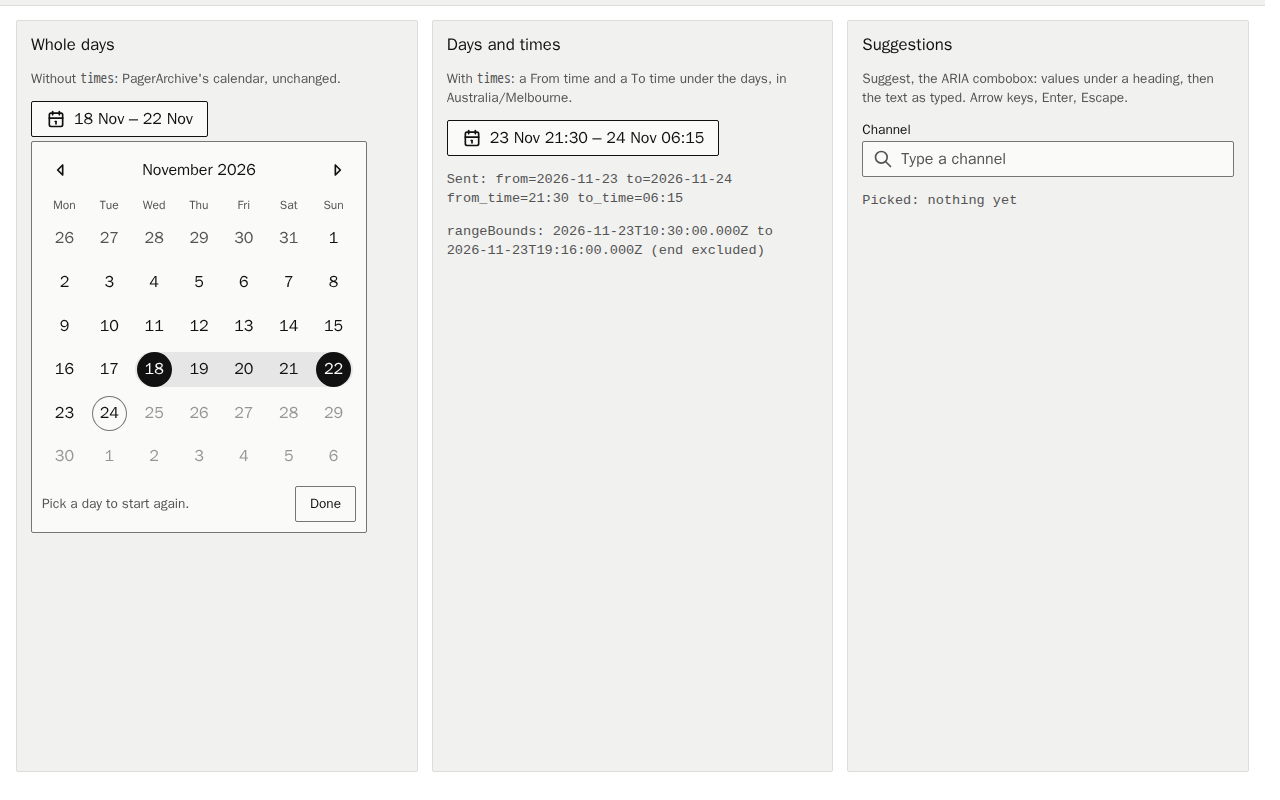 Whole days
Without times: PagerArchive's calendar, unchanged.
18 Nov – 22 Nov
November 2026
Mon Tue Wed Thu Fri Sat Sun
26 27 28 29 30 31 1
2 3 4 5 6 7 8
9 10 11 12 13 14 15
16 17 18 19 20 21 22
23 24 25 26 27 28 29
30 1 2 3 4 5 6
Pick a day to start again.
Done
Days and times
With times: a From time and a To time under the days, in
Australia/Melbourne.
23 Nov 21:30 – 24 Nov 06:15
Sent: from=2026-11-23 to=2026-11-24
from_time=21:30 to_time=06:15
rangeBounds: 2026-11-23T10:30:00.000Z to
2026-11-23T19:16:00.000Z (end excluded)
Suggestions
Suggest, the ARIA combobox: values under a heading, then
the text as typed. Arrow keys, Enter, Escape.
Channel
Type a channel
Picked: nothing yet